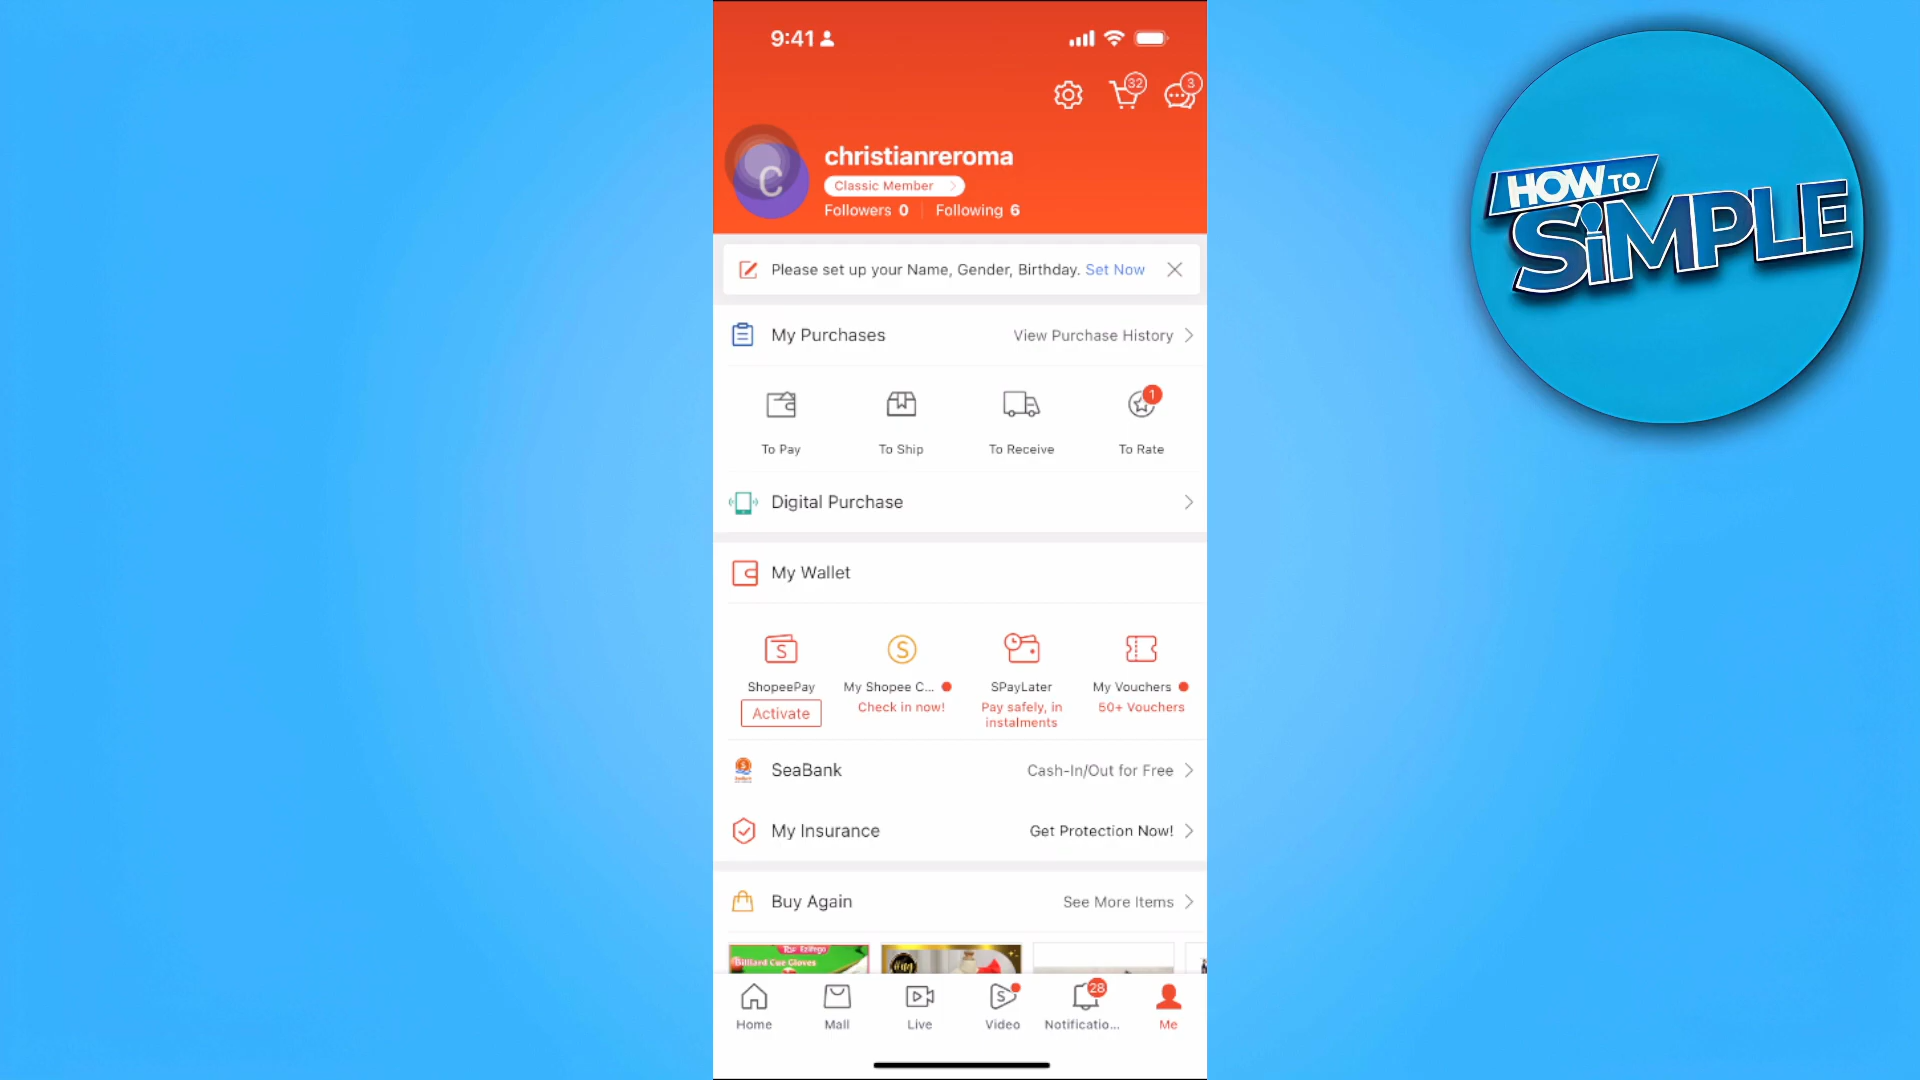 9:41
32
3
HOW TO
SiMPLE
C
christianreroma
Classic Member
Followers 0
Following 6
Please set up your Name, Gender, Birthday. Set Now
My Purchases
View Purchase History
1
To Pay
To Ship
To Receive
To Rate
Digital Purchase
My Wallet
ShopeePay
My Shopee C...
SPayLater
My Vouchers
Activate
Check in now!
Pay safely, in
instalments
50+ Vouchers
SeaBank
Cash-In/Out for Free
My Insurance
Get Protection Now!
Buy Again
See More Items
Billiard Cue Gloves
28
Home
Mall
Live
Video
Notificatio...
Me